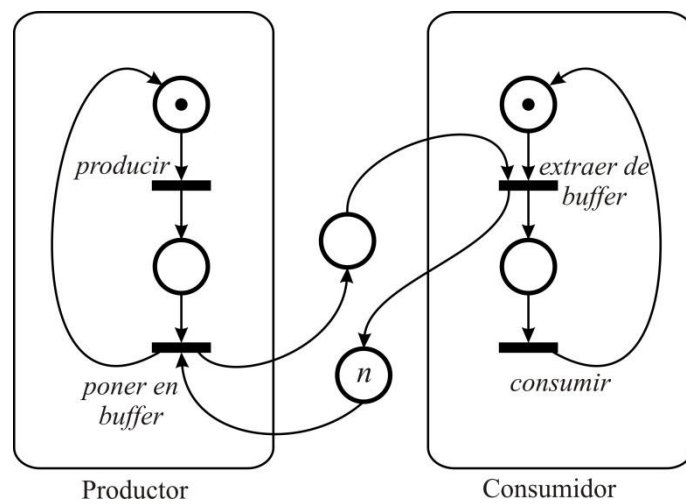 producir
poner en
buffer
n
extraer de
buffer
consumir
Productor
Consumidor